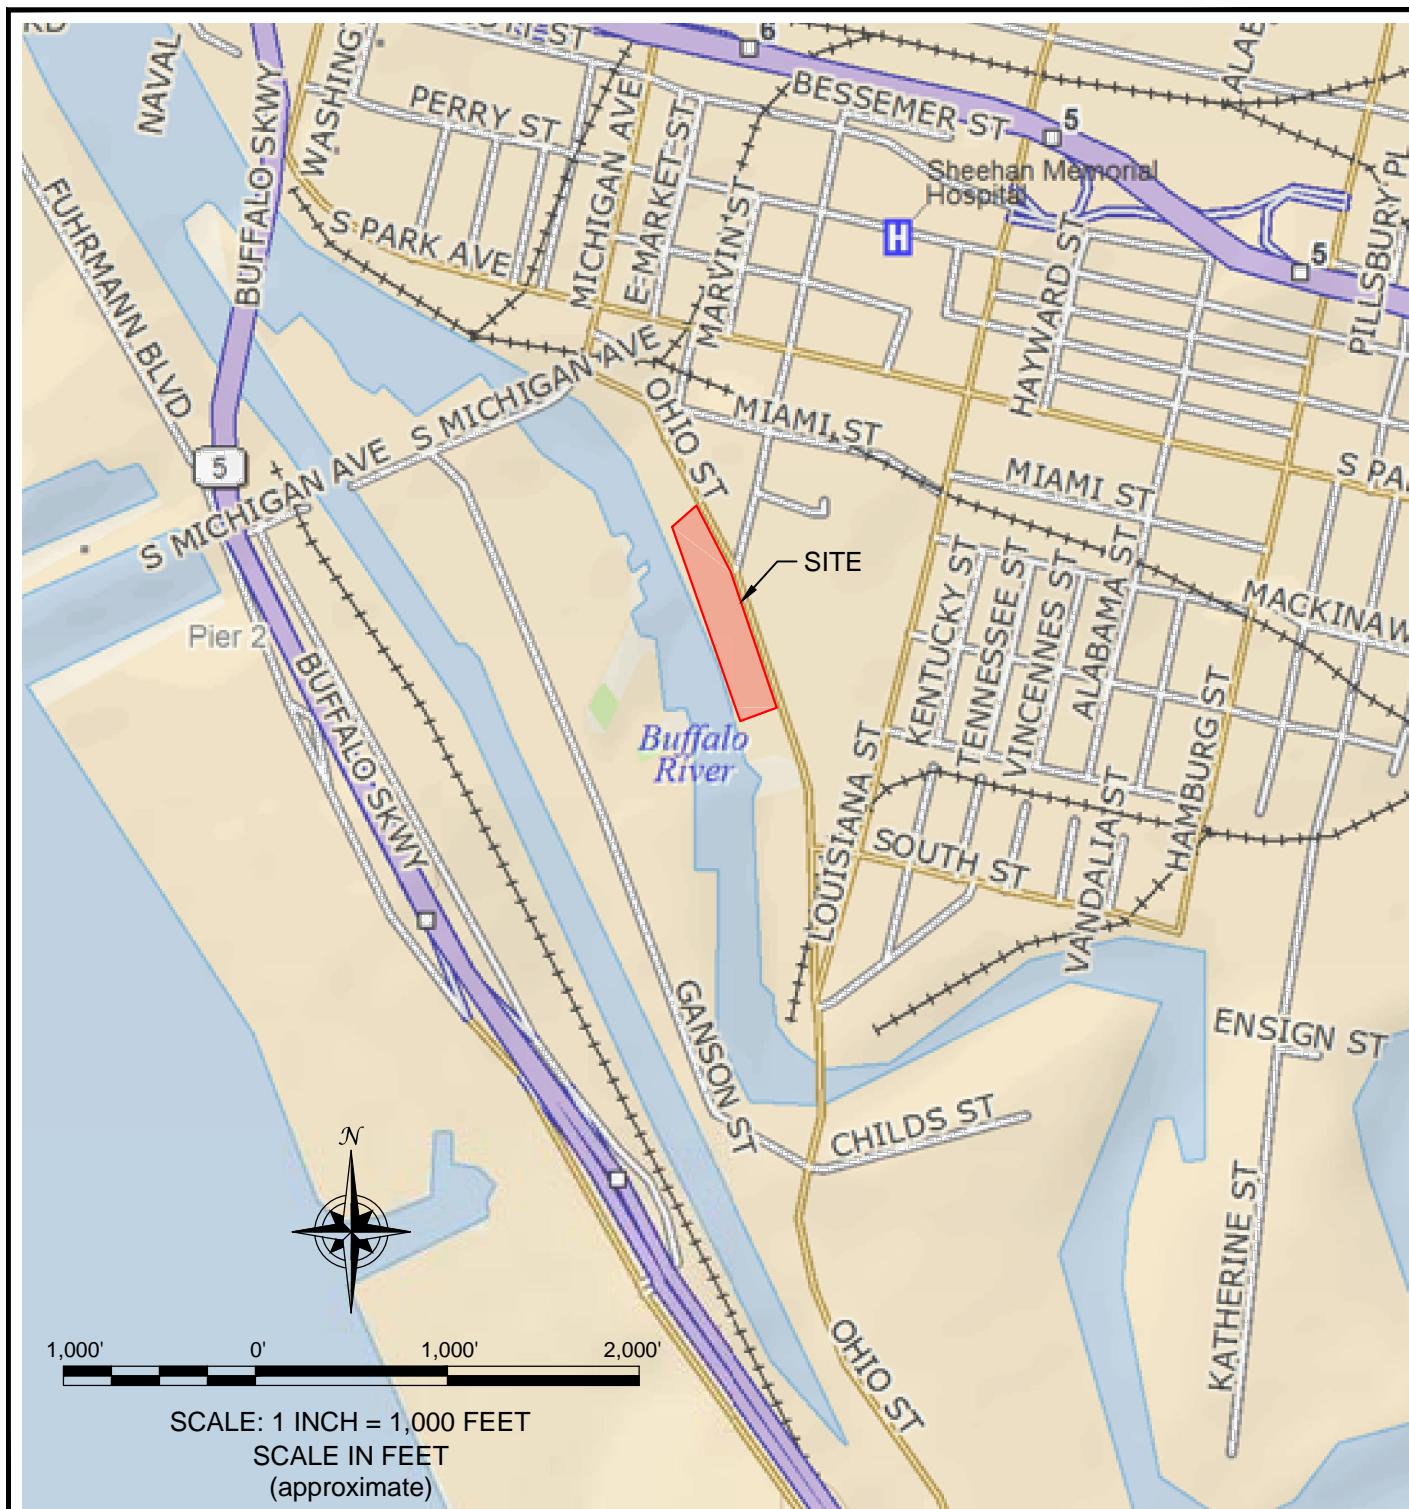 RD
NAVAL
BUFFALO SKWY
WASHING
ST
6
BESSEMER ST
5
ALAB
PERRY ST
MICHIGAN AVE
E MARKET ST
MARVIN ST
Sheehan Memorial
Hospital
H
HAYWARD ST
5
PILLSBURY PL
FUHRMANN BLVD
S PARK AVE
S MICHIGAN AVE
OHIO ST
MIAMI ST
5
S MICHIGAN AVE
MIAMI ST
S PA
SITE
KENTUCKY ST
TENNESSEE ST
VINCENNES ST
ALABAMA ST
MACKINAW
Pier 2
BUFFALO SKWY
Buffalo
River
HAMBURG ST
LOUISIANA ST
SOUTH ST
VANDALIA ST
GANSON ST
ENSIGN ST
CHILDS ST
KATHERINE ST
OHIO ST
N
1,000' 0' 1,000' 2,000'
SCALE: 1 INCH = 1,000 FEET
SCALE IN FEET
(approximate)